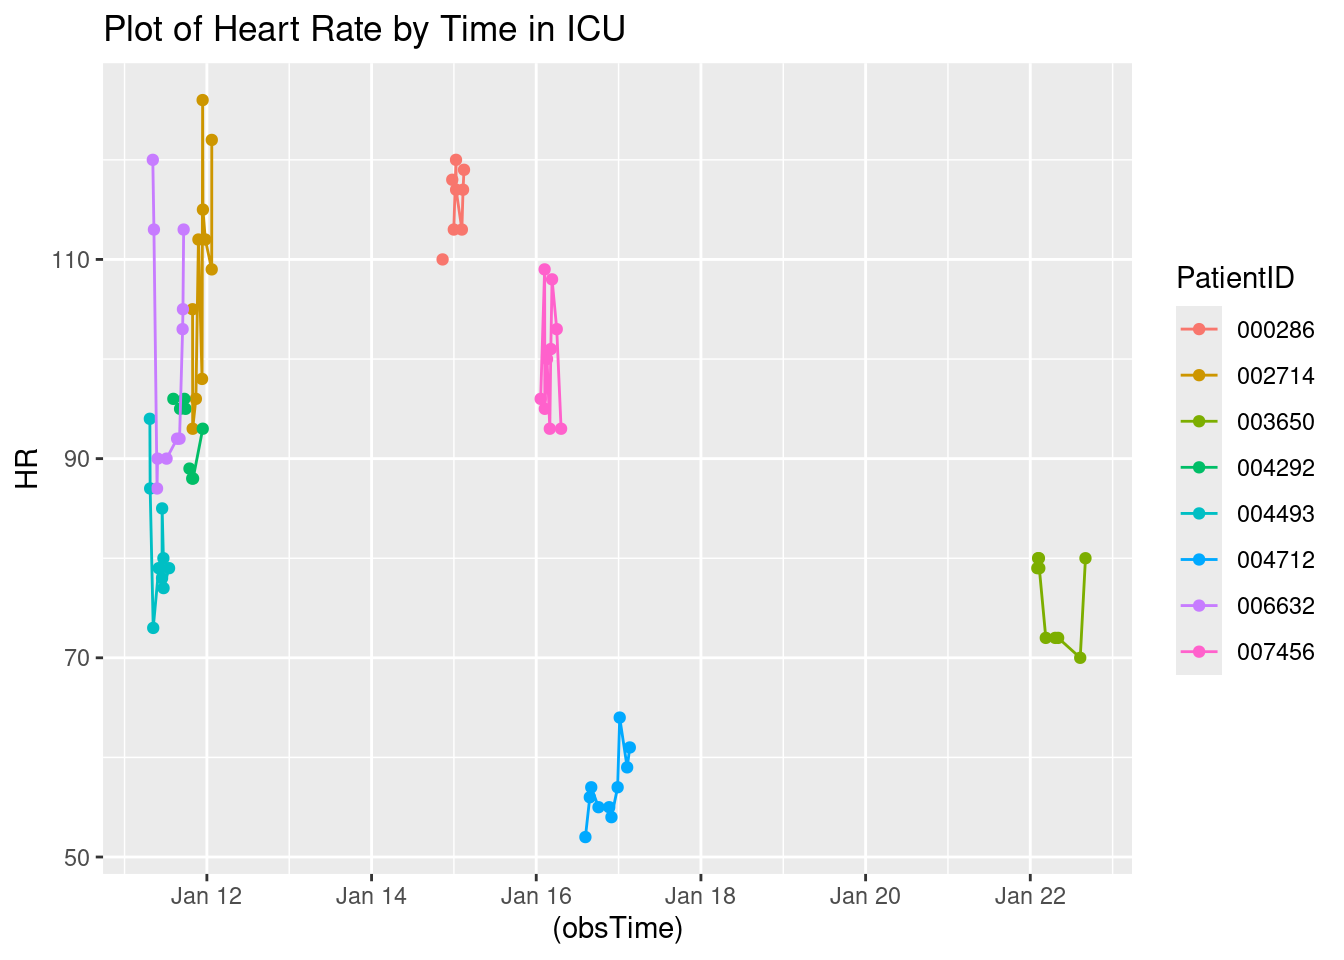 Plot of Heart Rate by Time in ICU
110
90
70
50
HR
Jan 12 Jan 14 Jan 16 Jan 18 Jan 20 Jan 22
(obsTime)
PatientID
000286
002714
003650
004292
004493
004712
006632
007456